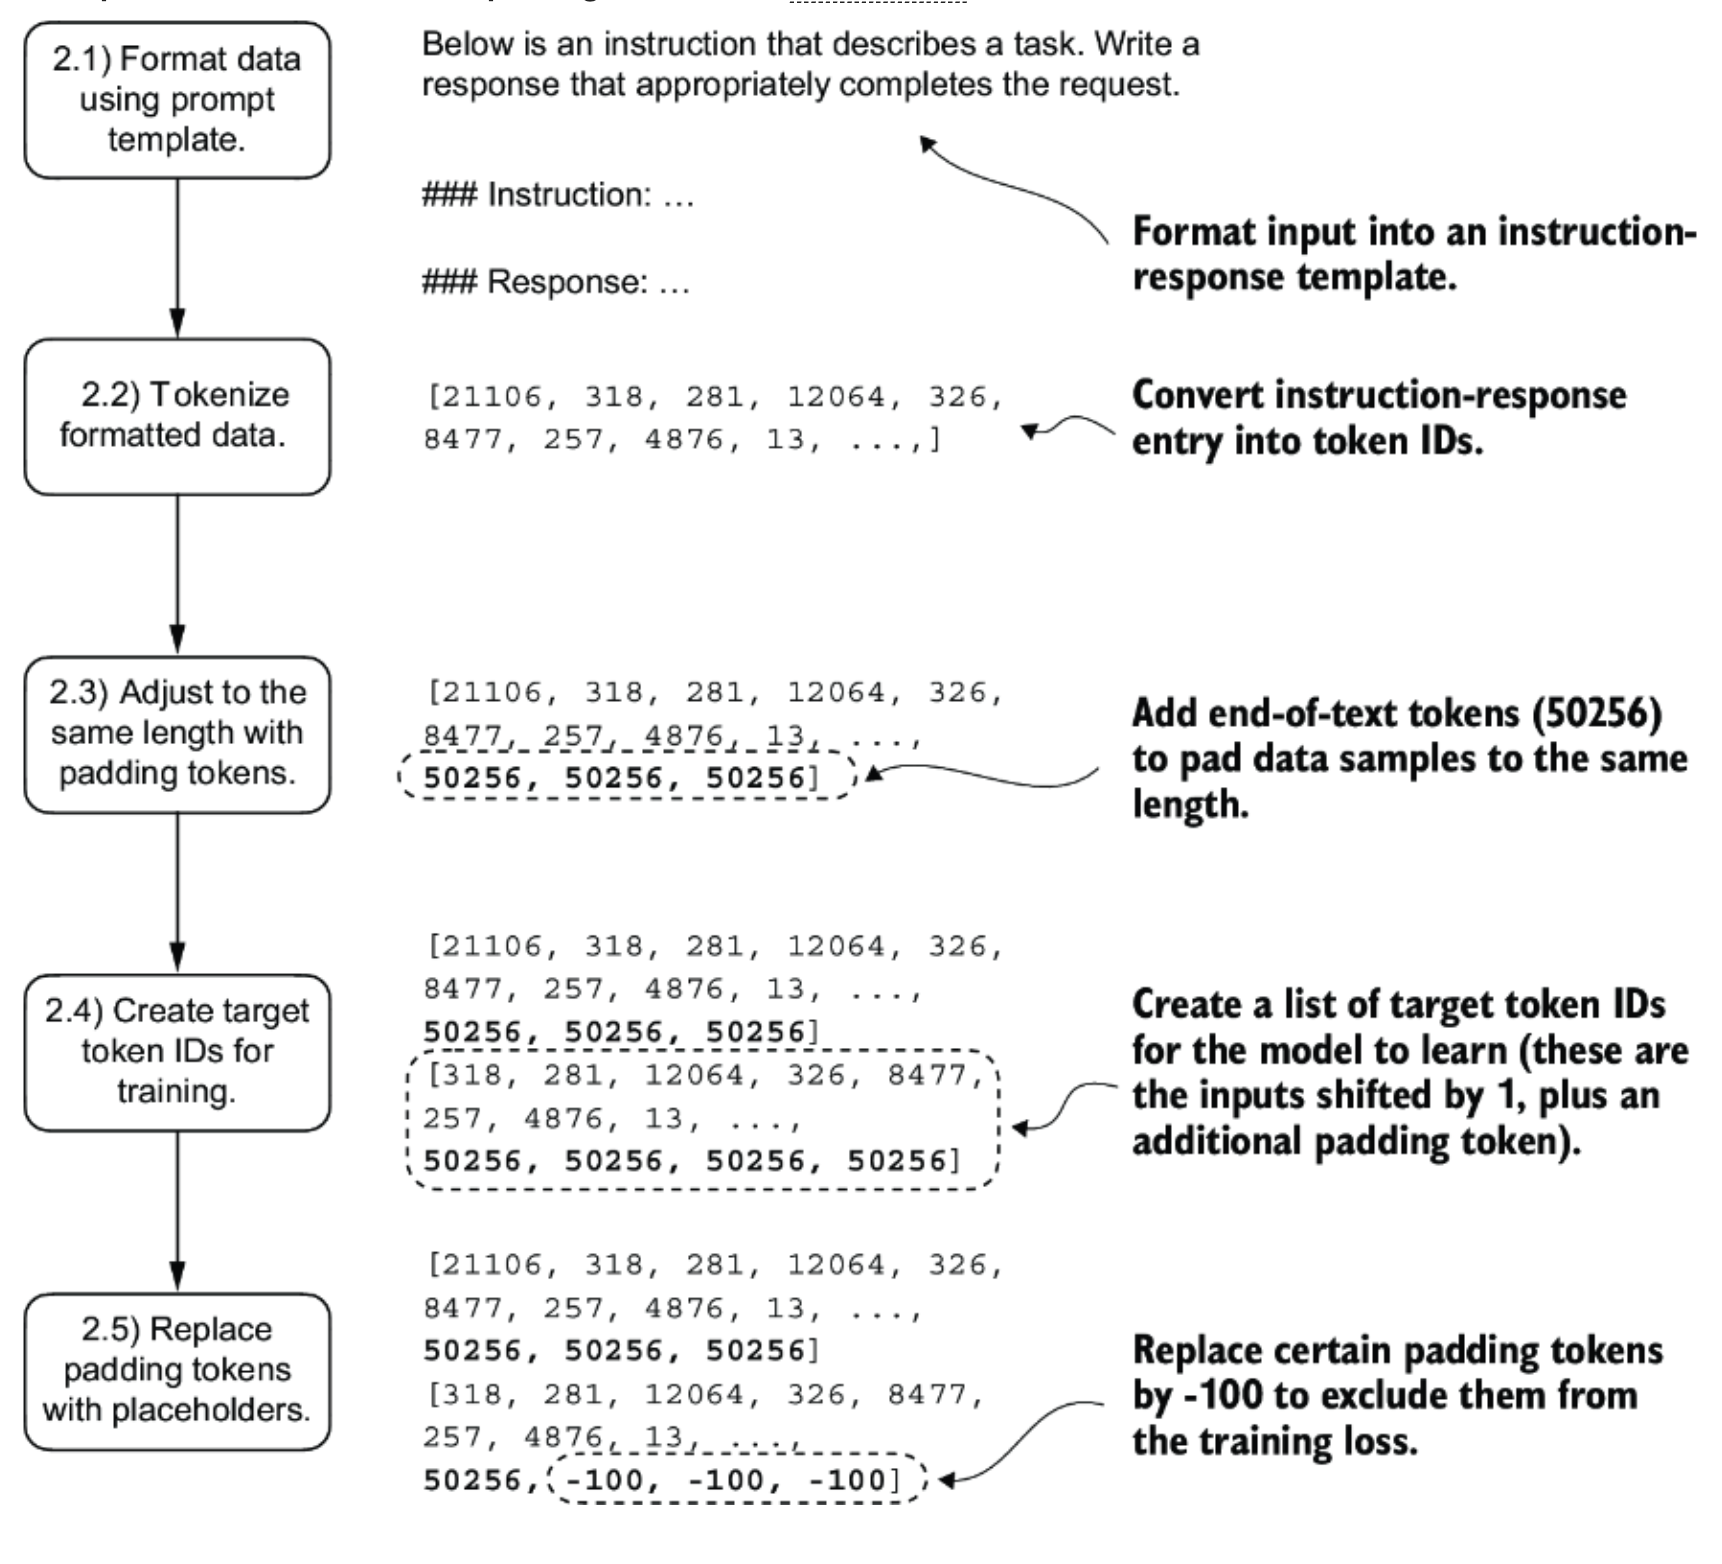 2.1) Format data
using prompt
template.
Below is an instruction that describes a task. Write a
response that appropriately completes the request.
### Instruction: ...
### Response: ...
Format input into an instruction-
response template.
2.2) Tokenize
formatted data.
[21106, 318, 281, 12064, 326,
8477, 257, 4876, 13, ...,]
Convert instruction-response
entry into token IDs.
2.3) Adjust to the
same length with
padding tokens.
[21106, 318, 281, 12064, 326,
8477, 257, 4876, 13, ...,
50256, 50256, 50256]
Add end-of-text tokens (50256)
to pad data samples to the same
length.
2.4) Create target
token IDs for
training.
[21106, 318, 281, 12064, 326,
8477, 257, 4876, 13, ...,
50256, 50256, 50256]
[318, 281, 12064, 326, 8477,
257, 4876, 13, ...,
50256, 50256, 50256, 50256]
Create a list of target token IDs
for the model to learn (these are
the inputs shifted by 1, plus an
additional padding token).
2.5) Replace
padding tokens
with placeholders.
[21106, 318, 281, 12064, 326,
8477, 257, 4876, 13, ...,
50256, 50256, 50256]
[318, 281, 12064, 326, 8477,
257, 4876, 13, ...,
50256, -100, -100, -100]
Replace certain padding tokens
by -100 to exclude them from
the training loss.